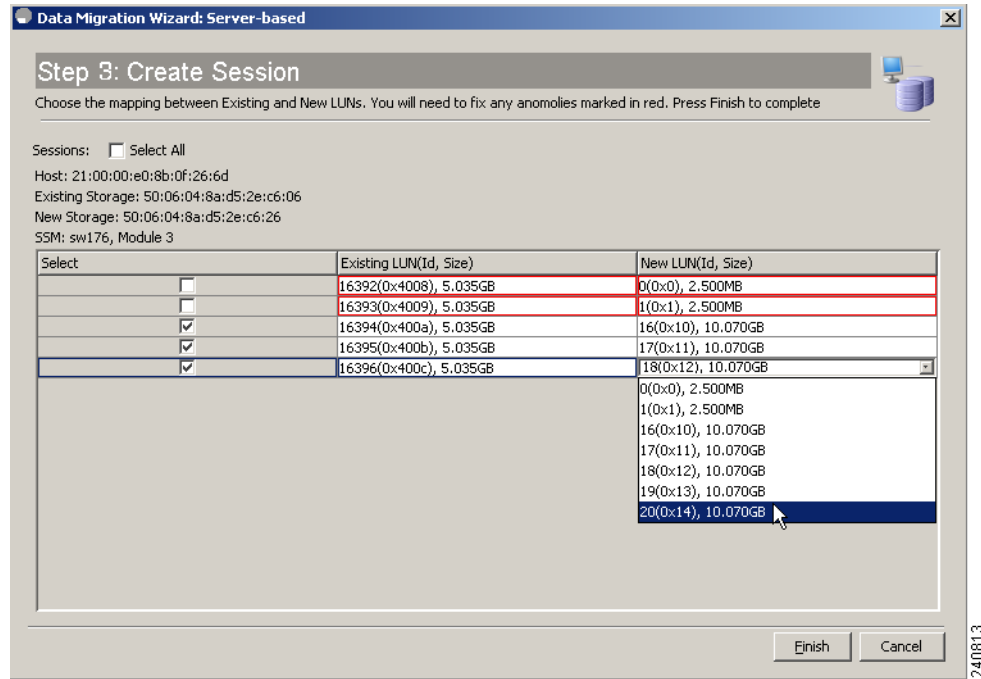 Data Migration Wizard: Server-based
Step 3: Create Session
Choose the mapping between Existing and New LUNs. You will need to fix any anomolies marked in red. Press Finish to complete
Sessions: Select All
Host: 21:00:00:e0:8b:0f:26:6d
Existing Storage: 50:06:04:8a:d5:2e:c6:06
New Storage: 50:06:04:8a:d5:2e:c6:26
SSM: sw176, Module 3
Select Existing LUN(Id, Size) New LUN(Id, Size)
16392(0x4008), 5.035GB 0(0x0), 2.500MB
16393(0x4009), 5.035GB 1(0x1), 2.500MB
16394(0x400a), 5.035GB 16(0x10), 10.070GB
16395(0x400b), 5.035GB 17(0x11), 10.070GB
16396(0x400c), 5.035GB 18(0x12), 10.070GB
0(0x0), 2.500MB
1(0x1), 2.500MB
16(0x10), 10.070GB
17(0x11), 10.070GB
18(0x12), 10.070GB
19(0x13), 10.070GB
20(0x14), 10.070GB
Finish Cancel
240813